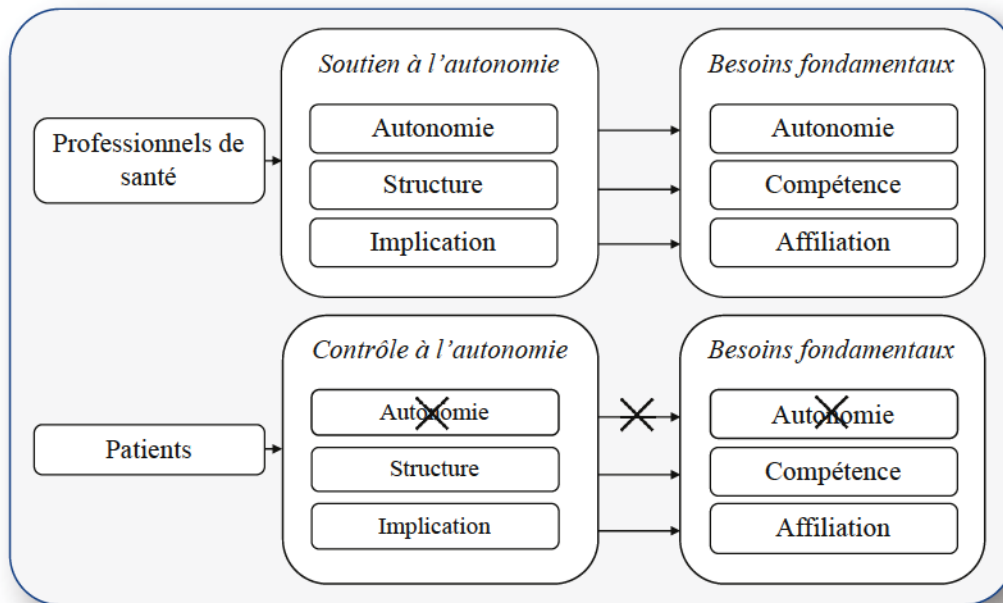 Soutien à l'autonomie
Besoins fondamentaux
Professionnels de
santé
Autonomie
Autonomie
Structure
Compétence
Implication
Affiliation
Contrôle à l'autonomie
Besoins fondamentaux
Patients
Autonomie
Autonomie
Structure
Compétence
Implication
Affiliation